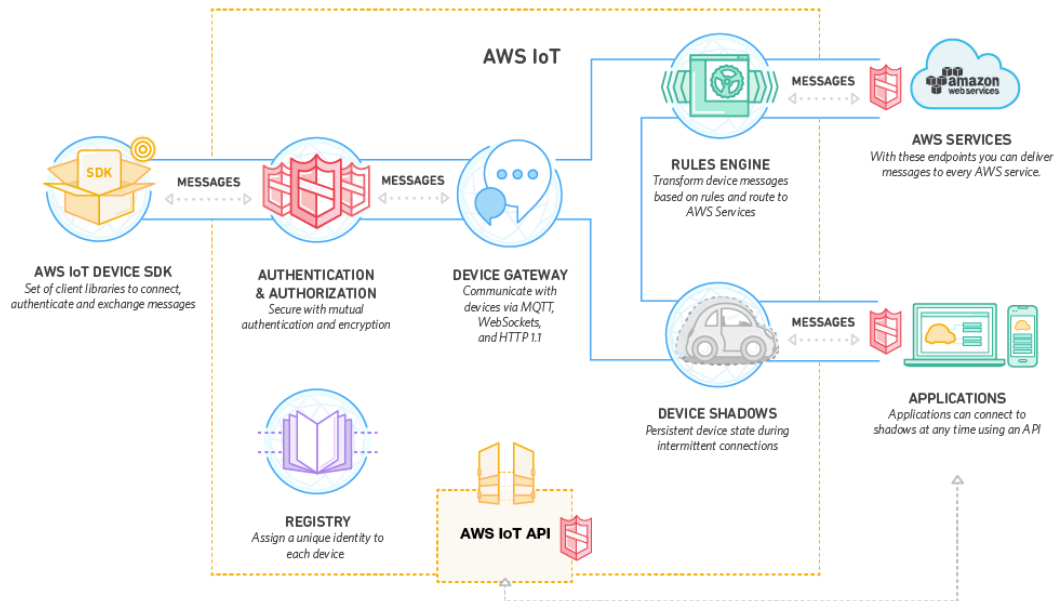 AWS IoT
SDK
MESSAGES
MESSAGES
MESSAGES
amazon
web services
AWS IoT DEVICE SDK
Set of client libraries to connect,
authenticate and exchange messages
AUTHENTICATION
& AUTHORIZATION
Secure with mutual
authentication and encryption
DEVICE GATEWAY
Communicate with
devices via MQTT,
WebSockets,
and HTTP 1.1
RULES ENGINE
Transform device messages
based on rules and route to
AWS Services
AWS SERVICES
With these endpoints you can deliver
messages to every AWS service.
MESSAGES
DEVICE SHADOWS
Persistent device state during
intermittent connections
APPLICATIONS
Applications can connect to
shadows at any time using an API
REGISTRY
Assign a unique identity to
each device
AWS IoT API